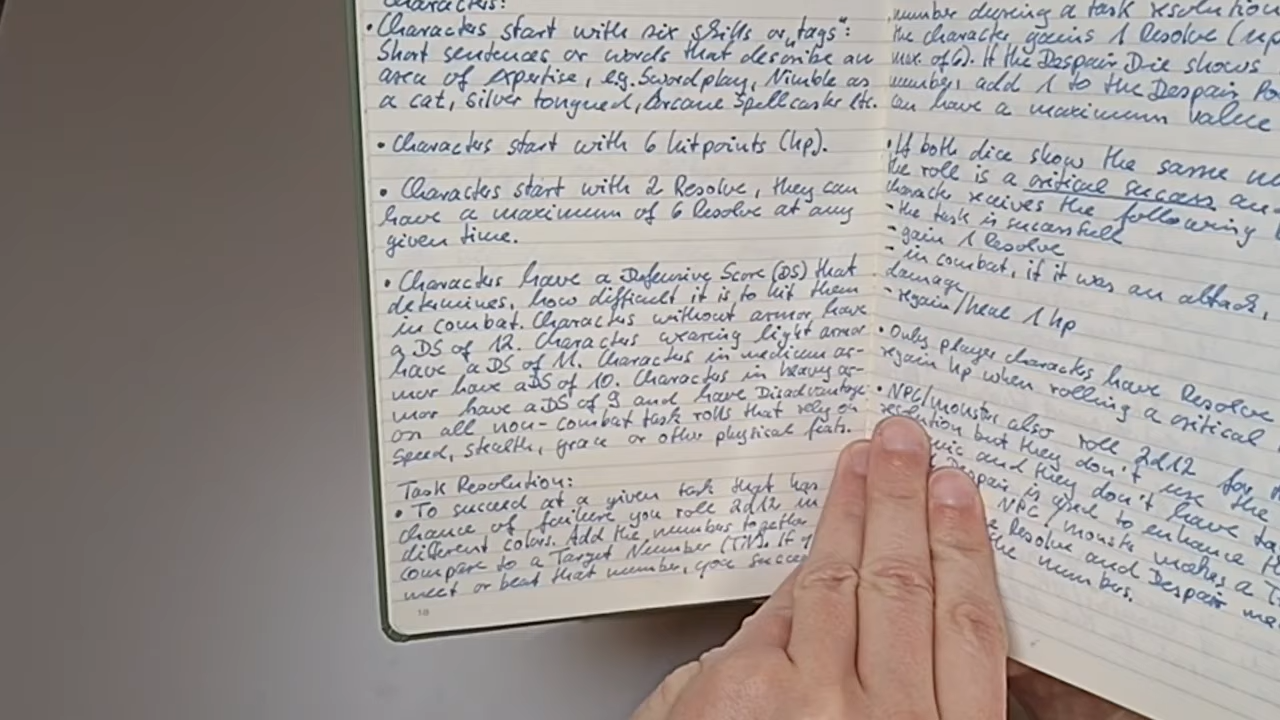 Characters:
• Characters start with six skills or „tags“:
Short sentences or words that describe an
area of expertise, e.g. Swordplay, Nimble as
a cat, Silver tongued, Arcane Spellcaster etc.
• Characters start with 6 hitpoints (hp).
• Characters start with 2 Resolve, they can
have a maximum of 6 Resolve at any
given time.
• Characters have a Defensive Score (DS) that
determines, how difficult it is to hit them
in combat. Characters without armor have
a DS of 12. Characters wearing light armor
have a DS of 11. Characters in medium ar-
mor have a DS of 10. Characters in heavy ar-
mor have a DS of 9 and have Disadvantage
on all non-combat task rolls that rely on
speed, stealth, grace or other physical feats.
Task Resolution:
• To succeed at a given task that has
chance of failure you roll 2d12 in
different colors. Add the numbers together
compare to a Target Number (TN). If y
meet or beat that number, you succee
18
number during a task resolution
the character gains 1 Resolve (up
max. of 6). If the Despair Die shows
number, add 1 to the Despair Po
can have a maximum value
• If both dice show the same nu
the roll is a critical success an
character receives the following
- the task is successfull
- gain 1 Resolve
- in combat, if it was an attack,
damage
- regain/heal 1 hp
• Only player characters have Resolve
regain hp when rolling a critical
• NPC/monster also roll 2d12 for
resolution but they don't use the
and they don't have ta
Despair is used to enhance
NPC/monster makes a T
Resolve and Despair
the numbers.